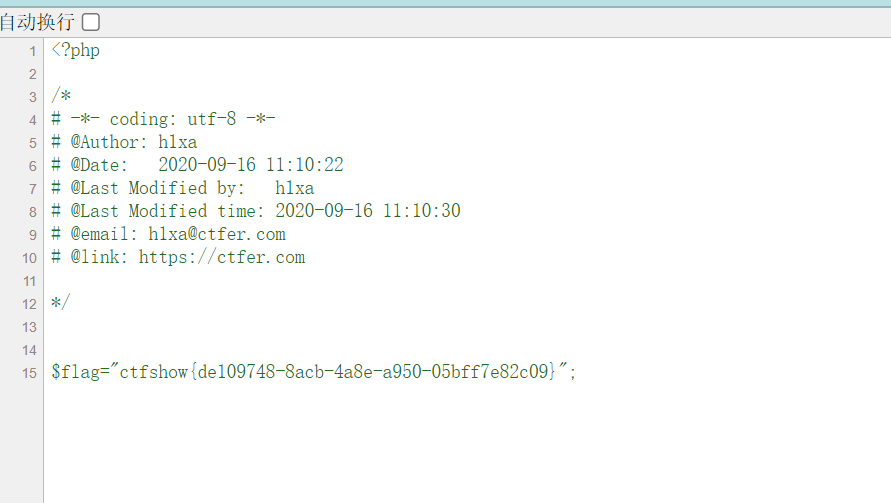 自动换行
1 <?php
2
3 /*
4 # -*- coding: utf-8 -*-
5 # @Author: h1xa
6 # @Date:   2020-09-16 11:10:22
7 # @Last Modified by:   h1xa
8 # @Last Modified time: 2020-09-16 11:10:30
9 # @email: h1xa@ctfer.com
10 # @link: https://ctfer.com
11
12 */
13
14
15 $flag="ctfshow{de109748-8acb-4a8e-a950-05bff7e82c09}";